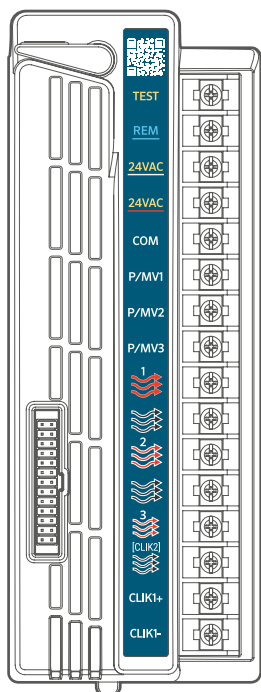 TEST
REM
24VAC
24VAC
COM
P/MV1
P/MV2
P/MV3
1
2
3
[CLIK2]
CLIK1+
CLIK1-